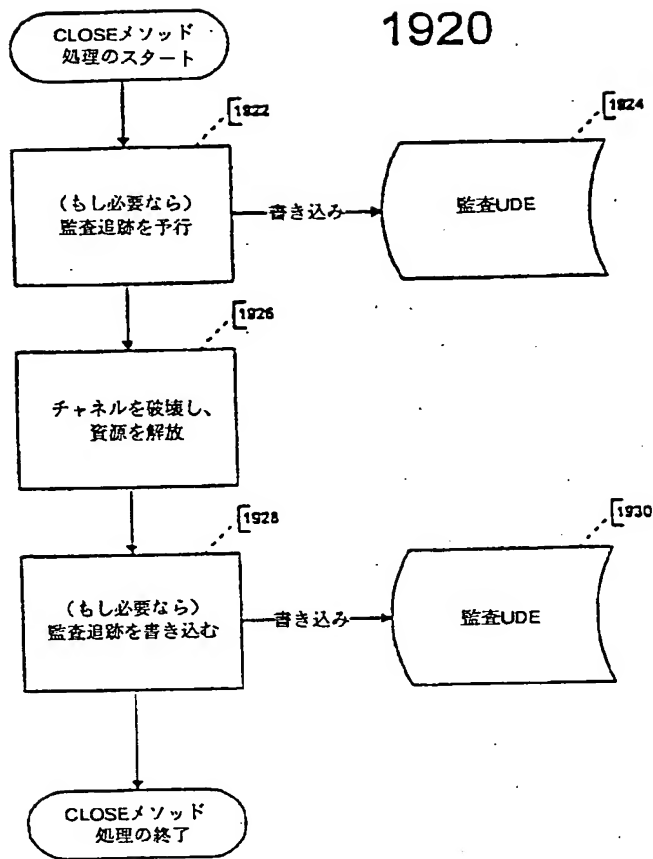 1920
CLOSEメソッド
処理のスタート
1922
(もし必要なら)
監査追跡を予行
書き込み
1924
監査UDE
1926
チャネルを破壊し、
資源を解放
1928
(もし必要なら)
監査追跡を書き込む
書き込み
1930
監査UDE
CLOSEメソッド
処理の終了